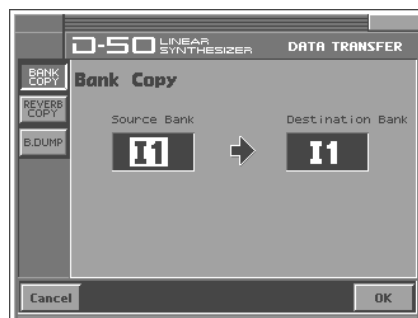 D-50 LINEAR SYNTHESIZER DATA TRANSFER
BANK COPY
Bank Copy
REVERB COPY
B.DUMP
Source Bank Destination Bank
I1 I1
Cancel OK